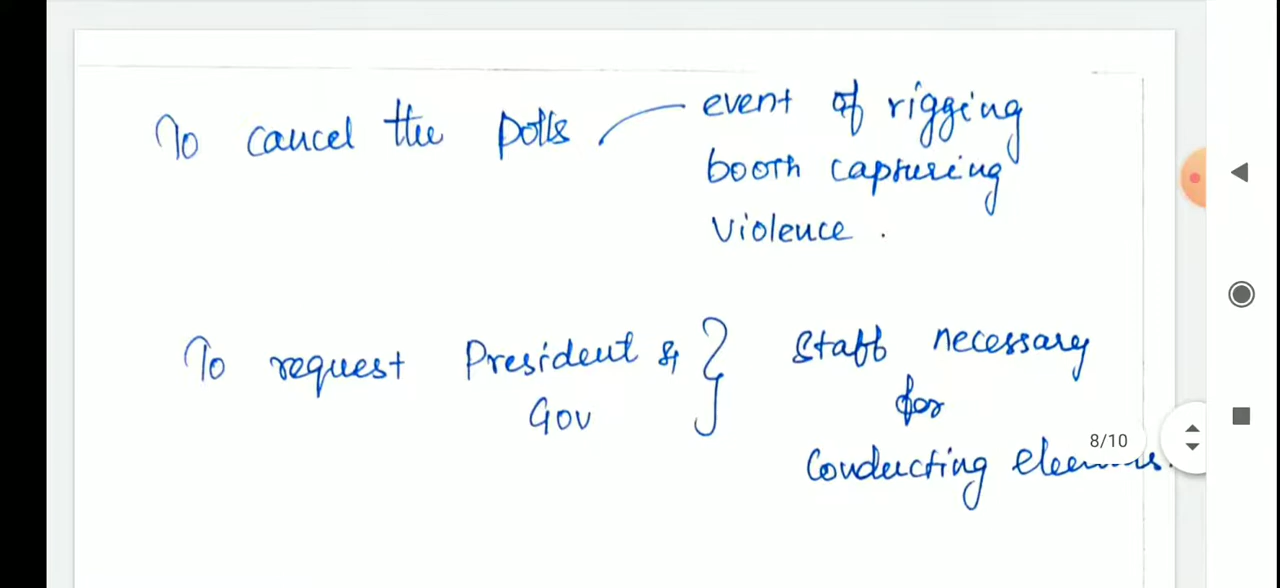 To cancel the polls
event of rigging
booth capturing
violence.
To request President &
Gov
Staff necessary
for
Conducting
8/10